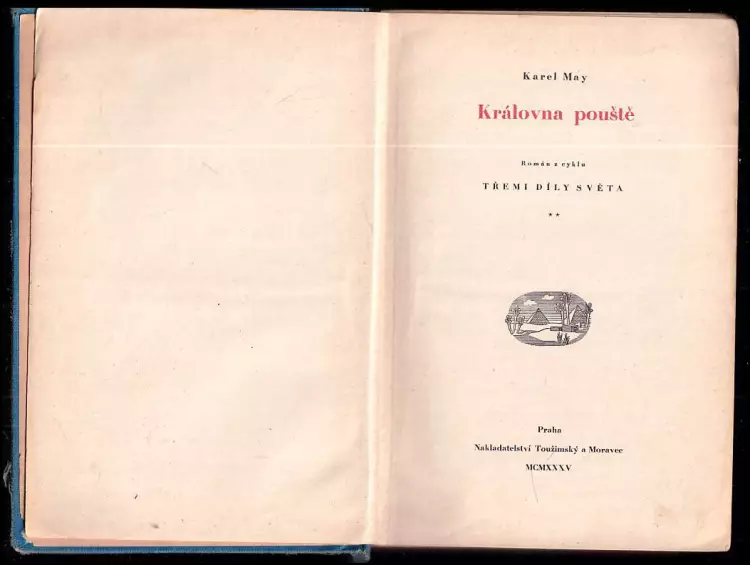 Karel May
Královna pouště
Román z cyklu
TŘEMI DÍLY SVĚTA
**
Praha
Nakladatelství Toužimský a Moravec
MCMXXXV